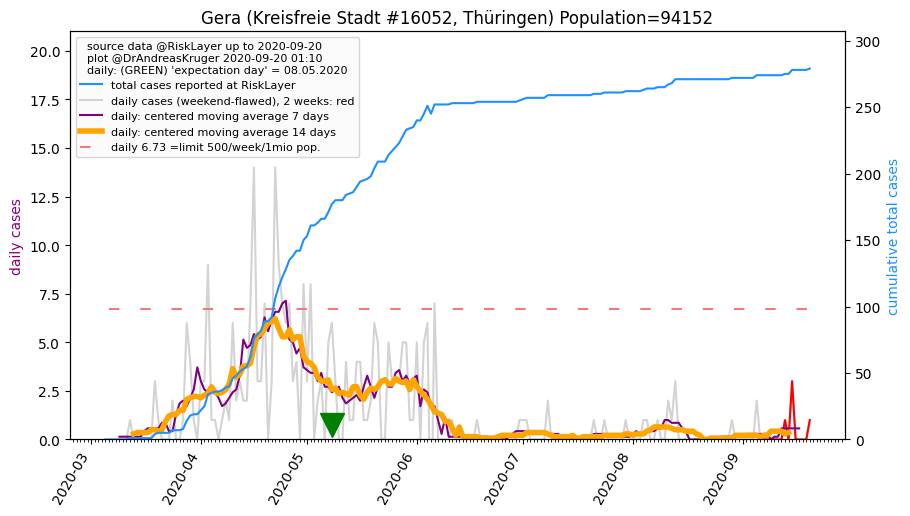 Gera (Kreisfreie Stadt #16052, Thüringen) Population=94152
source data @RiskLayer up to 2020-09-20
plot @DrAndreasKruger 2020-09-20 01:10
daily: (GREEN) 'expectation day' = 08.05.2020
total cases reported at RiskLayer
daily cases (weekend-flawed), 2 weeks: red
daily: centered moving average 7 days
daily: centered moving average 14 days
daily 6.73 =limit 500/week/1mio pop.
daily cases
20.0
17.5
15.0
12.5
10.0
7.5
5.0
2.5
0.0
cumulative total cases
300
250
200
150
100
50
0
2020-03
2020-04
2020-05
2020-06
2020-07
2020-08
2020-09